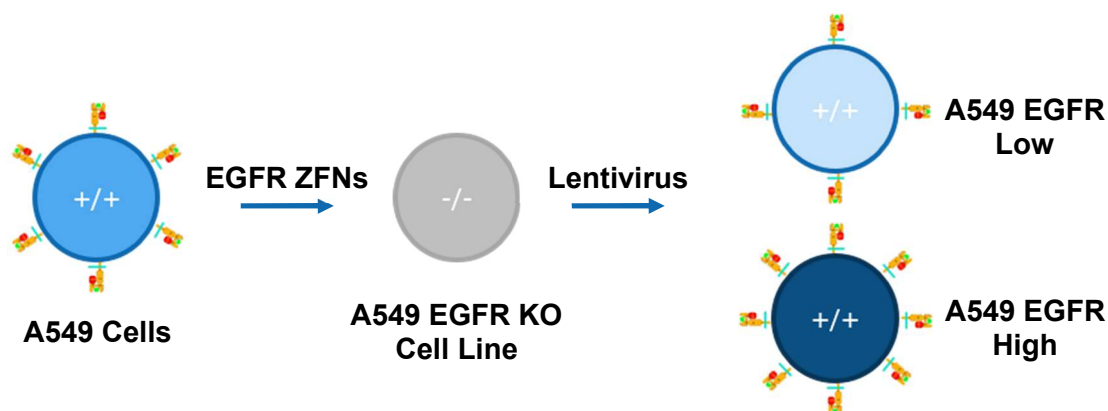 +/+
A549 Cells
EGFR ZFNs
-/-
A549 EGFR KO
Cell Line
Lentivirus
+/+
A549 EGFR
Low
+/+
A549 EGFR
High